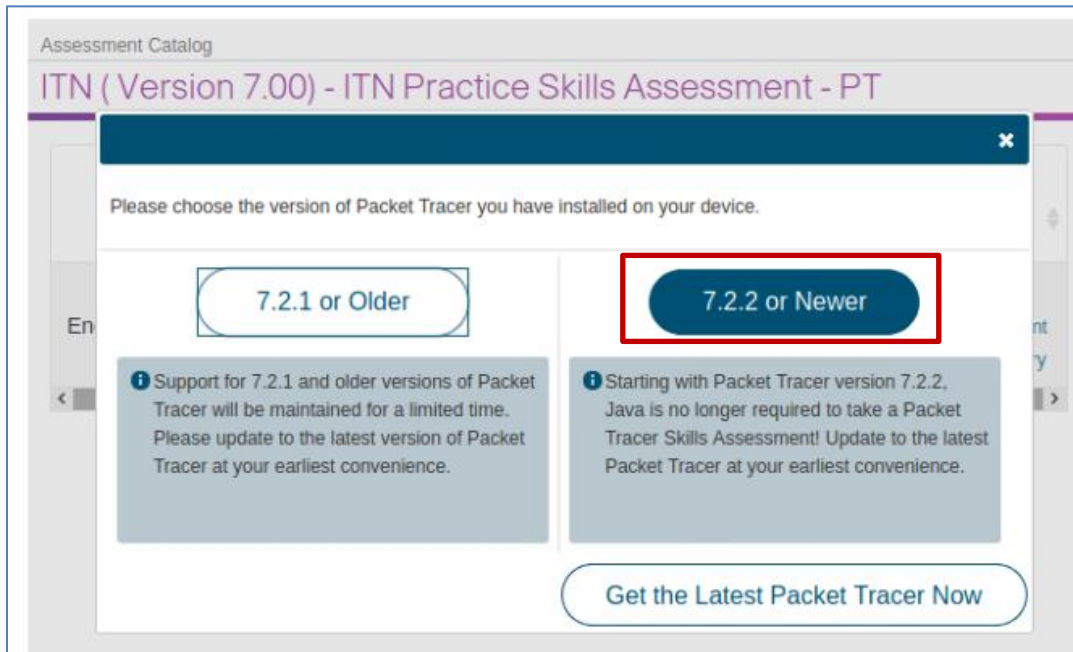 Assessment Catalog
ITN ( Version 7.00) - ITN Practice Skills Assessment - PT
Please choose the version of Packet Tracer you have installed on your device.
7.2.1 or Older
7.2.2 or Newer
En
nt
ry
Support for 7.2.1 and older versions of Packet
Tracer will be maintained for a limited time.
Please update to the latest version of Packet
Tracer at your earliest convenience.
Starting with Packet Tracer version 7.2.2,
Java is no longer required to take a Packet
Tracer Skills Assessment! Update to the latest
Packet Tracer at your earliest convenience.
Get the Latest Packet Tracer Now